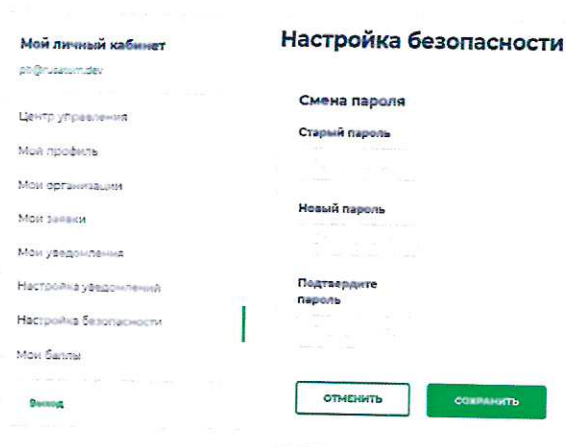 Мой личный кабинет
Центр управления
Мой профиль
Мои организации
Мои заявки
Мои уведомления
Настройка уведомлений
Настройка безопасности
Мои баллы
Выход
Настройка безопасности
Смена пароля
Старый пароль
Новый пароль
Подтвердите
пароль
ОТМЕНИТЬ
СОХРАНИТЬ